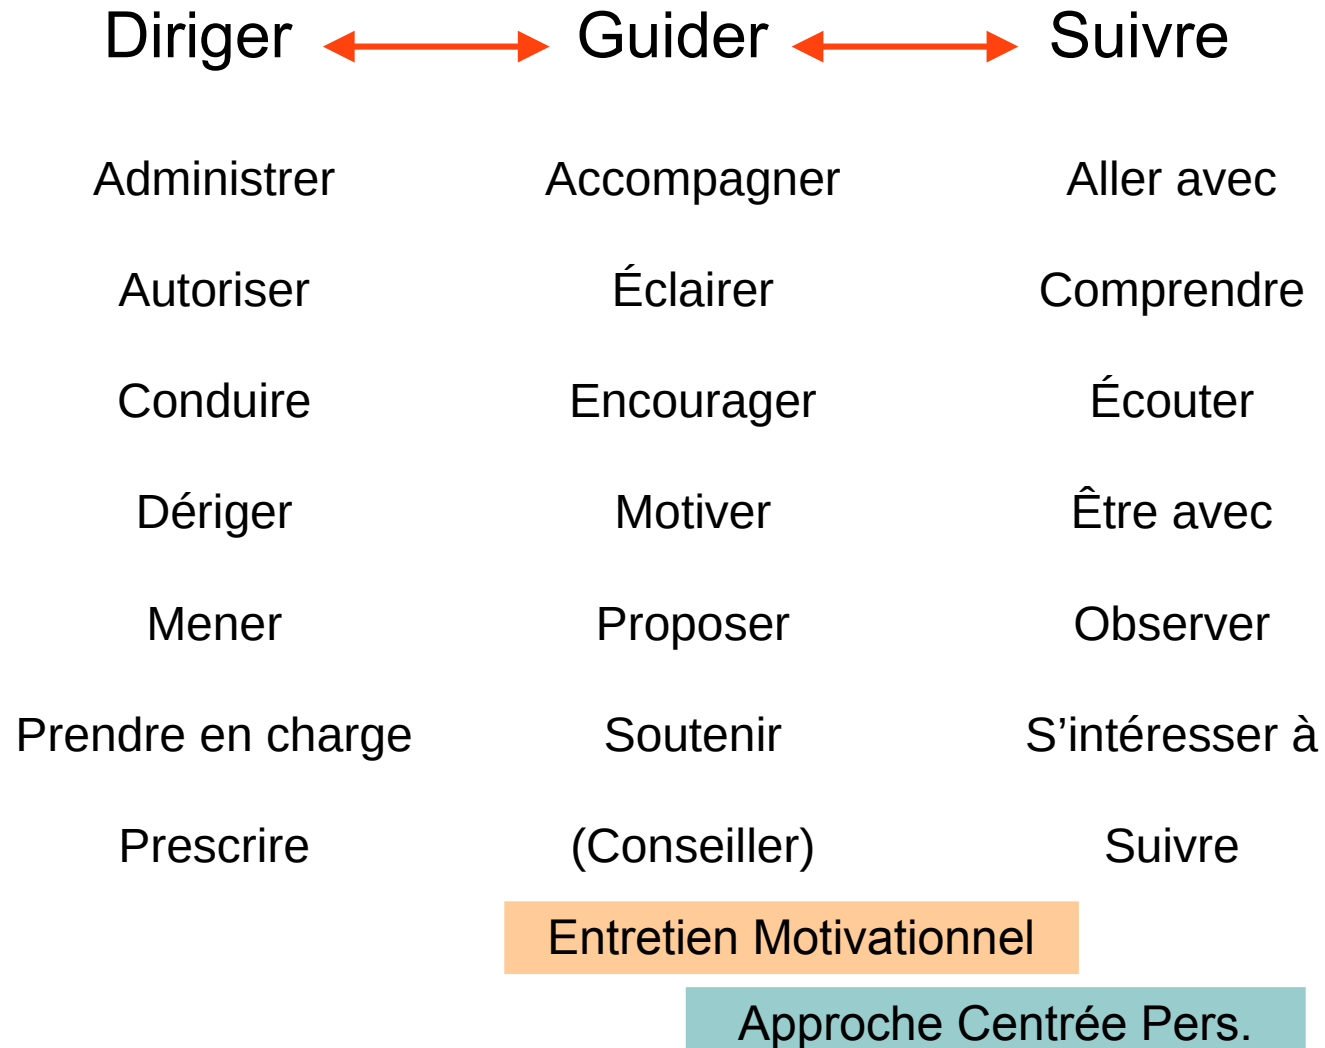 Diriger Guider Suivre
Administrer Accompagner Aller avec
Autoriser Éclairer Comprendre
Conduire Encourager Écouter
Dériger Motiver Être avec
Mener Proposer Observer
Prendre en charge Soutenir S’intéresser à
Prescrire (Conseiller) Suivre
Entretien Motivationnel
Approche Centrée Pers.